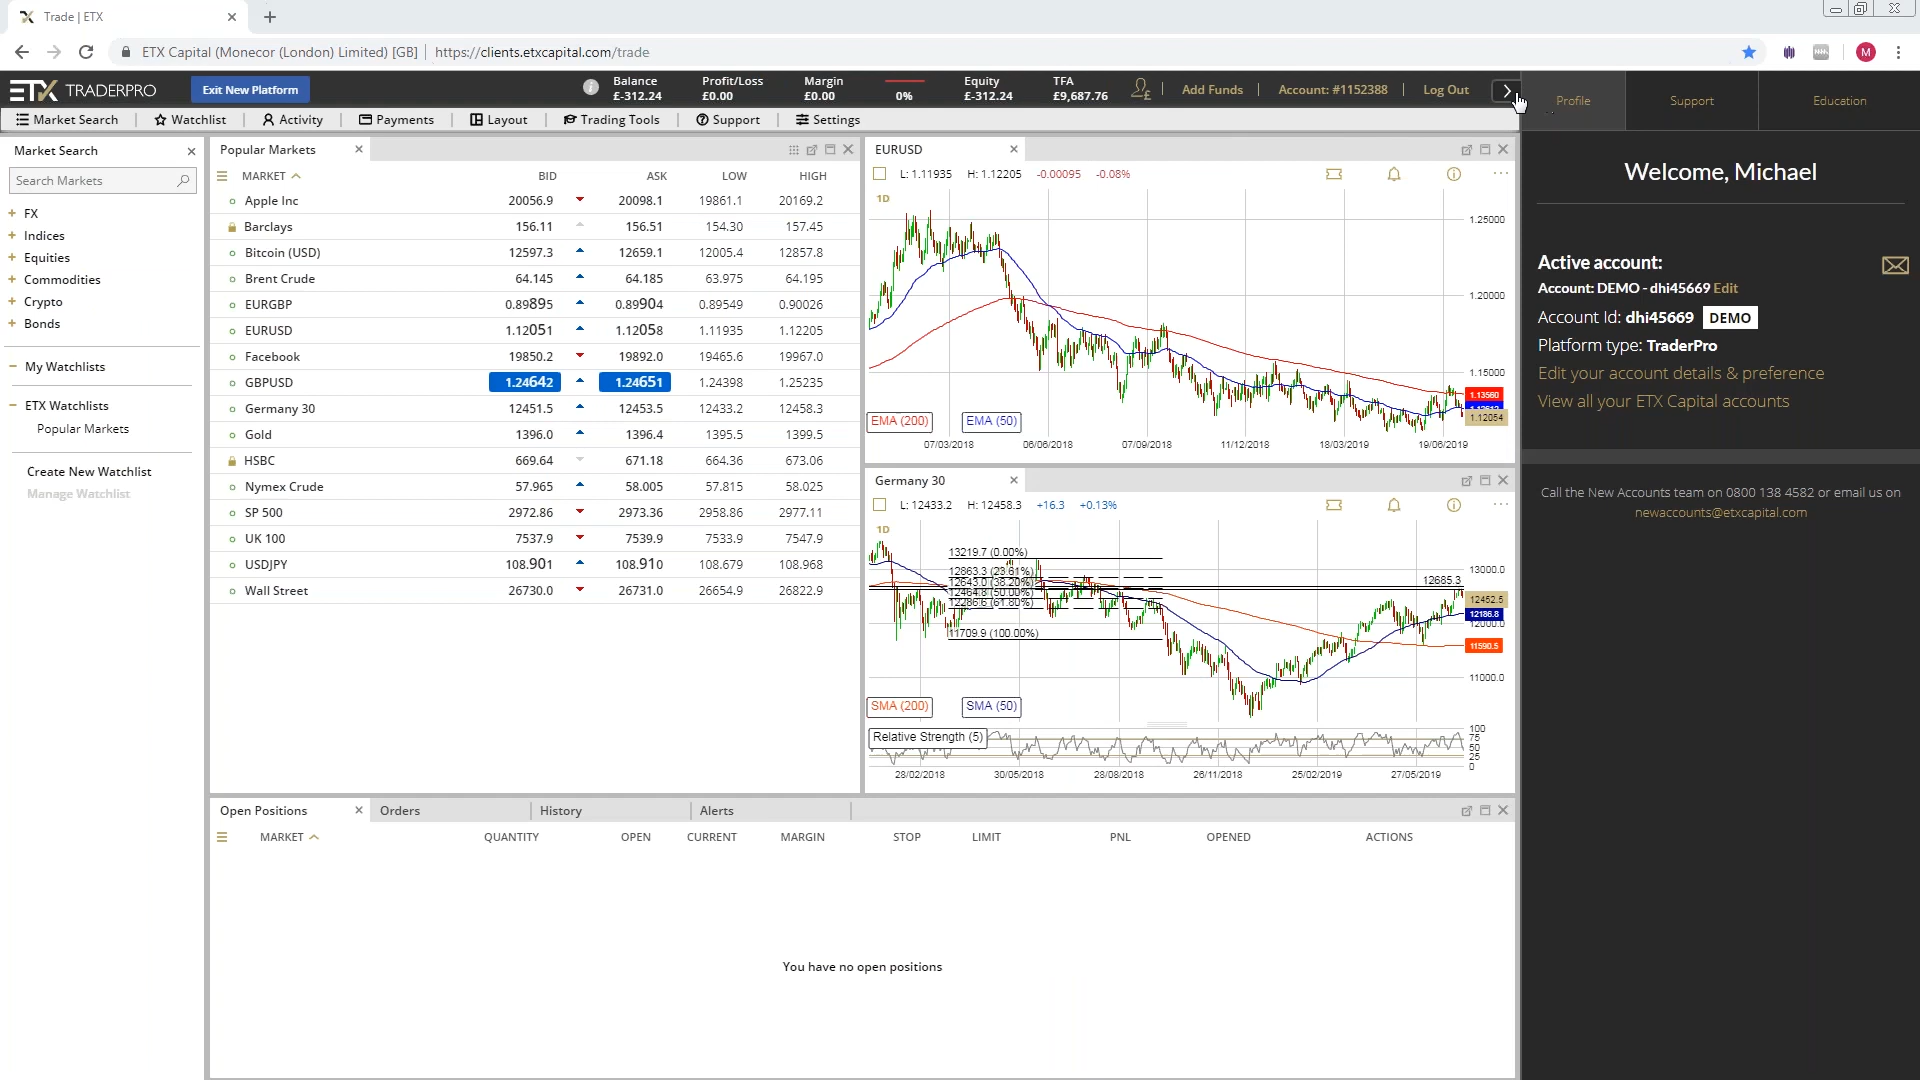 Trade | ETX
ETX Capital (Monecor (London) Limited) [GB] | https://clients.etxcapital.com/trade
M
ETX TRADERPRO
Exit New Platform
Balance £-312.24
Profit/Loss £0.00
Margin £0.00
0%
Equity £-312.24
TFA £9,687.76
Add Funds
Account: #1152388
Log Out
Market Search Watchlist Activity Payments Layout Trading Tools Support Settings
Market Search
Search Markets
+ FX
+ Indices
+ Equities
+ Commodities
+ Crypto
+ Bonds
− My Watchlists
− ETX Watchlists
Popular Markets
Create New Watchlist
Manage Watchlist
Popular Markets
MARKET BID ASK LOW HIGH
Apple Inc 20056.9 20098.1 19861.1 20169.2
Barclays 156.11 156.51 154.30 157.45
Bitcoin (USD) 12597.3 12659.1 12005.4 12857.8
Brent Crude 64.145 64.185 63.975 64.195
EURGBP 0.89895 0.89904 0.89549 0.90026
EURUSD 1.12051 1.12058 1.11935 1.12205
Facebook 19850.2 19892.0 19465.6 19967.0
GBPUSD 1.24642 1.24651 1.24398 1.25235
Germany 30 12451.5 12453.5 12433.2 12458.3
Gold 1396.0 1396.4 1395.5 1399.5
HSBC 669.64 671.18 664.36 673.06
Nymex Crude 57.965 58.005 57.815 58.025
SP 500 2972.86 2973.36 2958.86 2977.11
UK 100 7537.9 7539.9 7533.9 7547.9
USDJPY 108.901 108.910 108.679 108.968
Wall Street 26730.0 26731.0 26654.9 26822.9
EURUSD
L: 1.11935 H: 1.12205 -0.00095 -0.08%
1D
1.25000
1.20000
1.15000
1.13560
1.12054
EMA (200) EMA (50)
07/03/2018 06/06/2018 07/09/2018 11/12/2018 18/03/2019 19/06/2019
Germany 30
L: 12433.2 H: 12458.3 +16.3 +0.13%
1D
13219.7 (0.00%)
12863.3 (23.61%)
12643.0 (38.20%)
12464.8 (50.00%)
12286.6 (61.80%)
11709.9 (100.00%)
12685.3
13000.0
12452.5
12186.8
12000.0
11590.5
11000.0
SMA (200) SMA (50)
Relative Strength (5)
100
75
50
25
0
28/02/2018 30/05/2018 28/08/2018 26/11/2018 25/02/2019 27/05/2019
Open Positions Orders History Alerts
MARKET QUANTITY OPEN CURRENT MARGIN STOP LIMIT PNL OPENED ACTIONS
You have no open positions
Profile Support Education
Welcome, Michael
Active account:
Account: DEMO - dhi45669 Edit
Account Id: dhi45669 DEMO
Platform type: TraderPro
Edit your account details & preference
View all your ETX Capital accounts
Call the New Accounts team on 0800 138 4582 or email us on
newaccounts@etxcapital.com